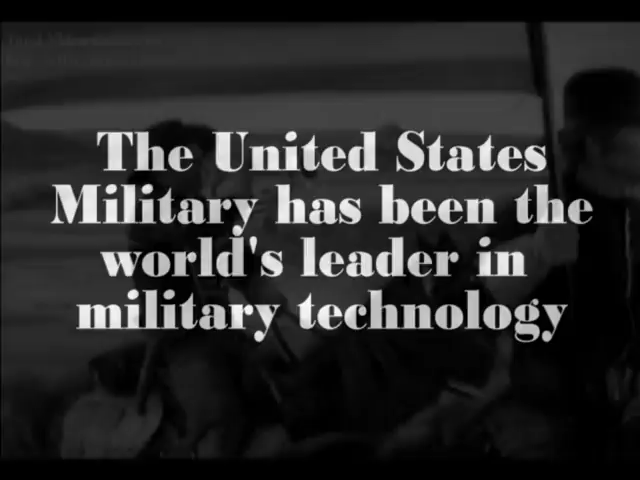 The United States
Military has been the
world's leader in
military technology